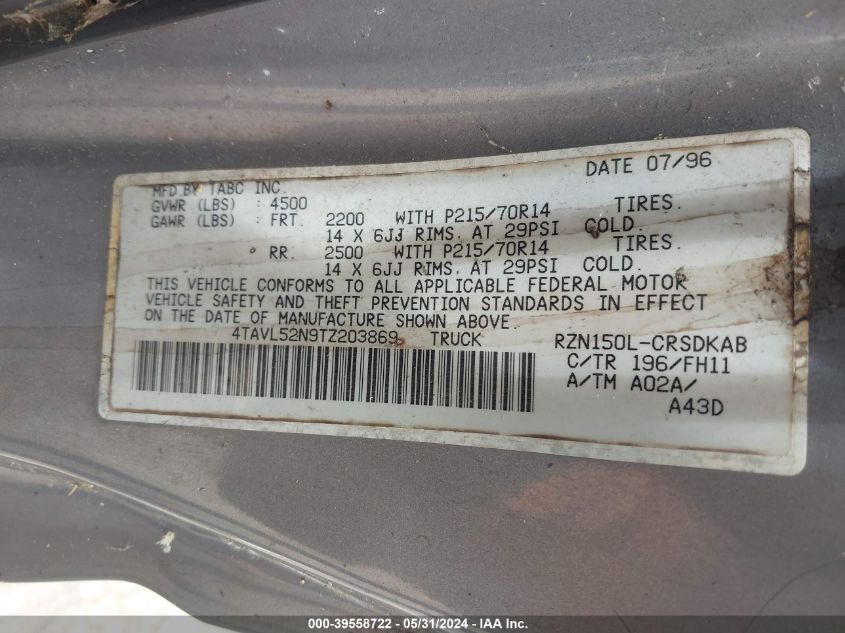 DATE 07/96
MFD.BY TABC INC.
GVWR (LBS) : 4500
GAWR (LBS) : FRT. 2200 WITH P215/70R14 TIRES.
14 X 6JJ RIMS. AT 29PSI COLD.
RR. 2500 WITH P215/70R14 TIRES.
14 X 6JJ RIMS. AT 29PSI COLD.
THIS VEHICLE CONFORMS TO ALL APPLICABLE FEDERAL MOTOR
VEHICLE SAFETY AND THEFT PREVENTION STANDARDS IN EFFECT
ON THE DATE OF MANUFACTURE SHOWN ABOVE.
4TAVL52N9TZ203869 TRUCK RZN150L-CRSDKAB
C/TR 196/FH11
A/TM A02A/
A43D
000-39558722 - 05/31/2024 - IAA Inc.